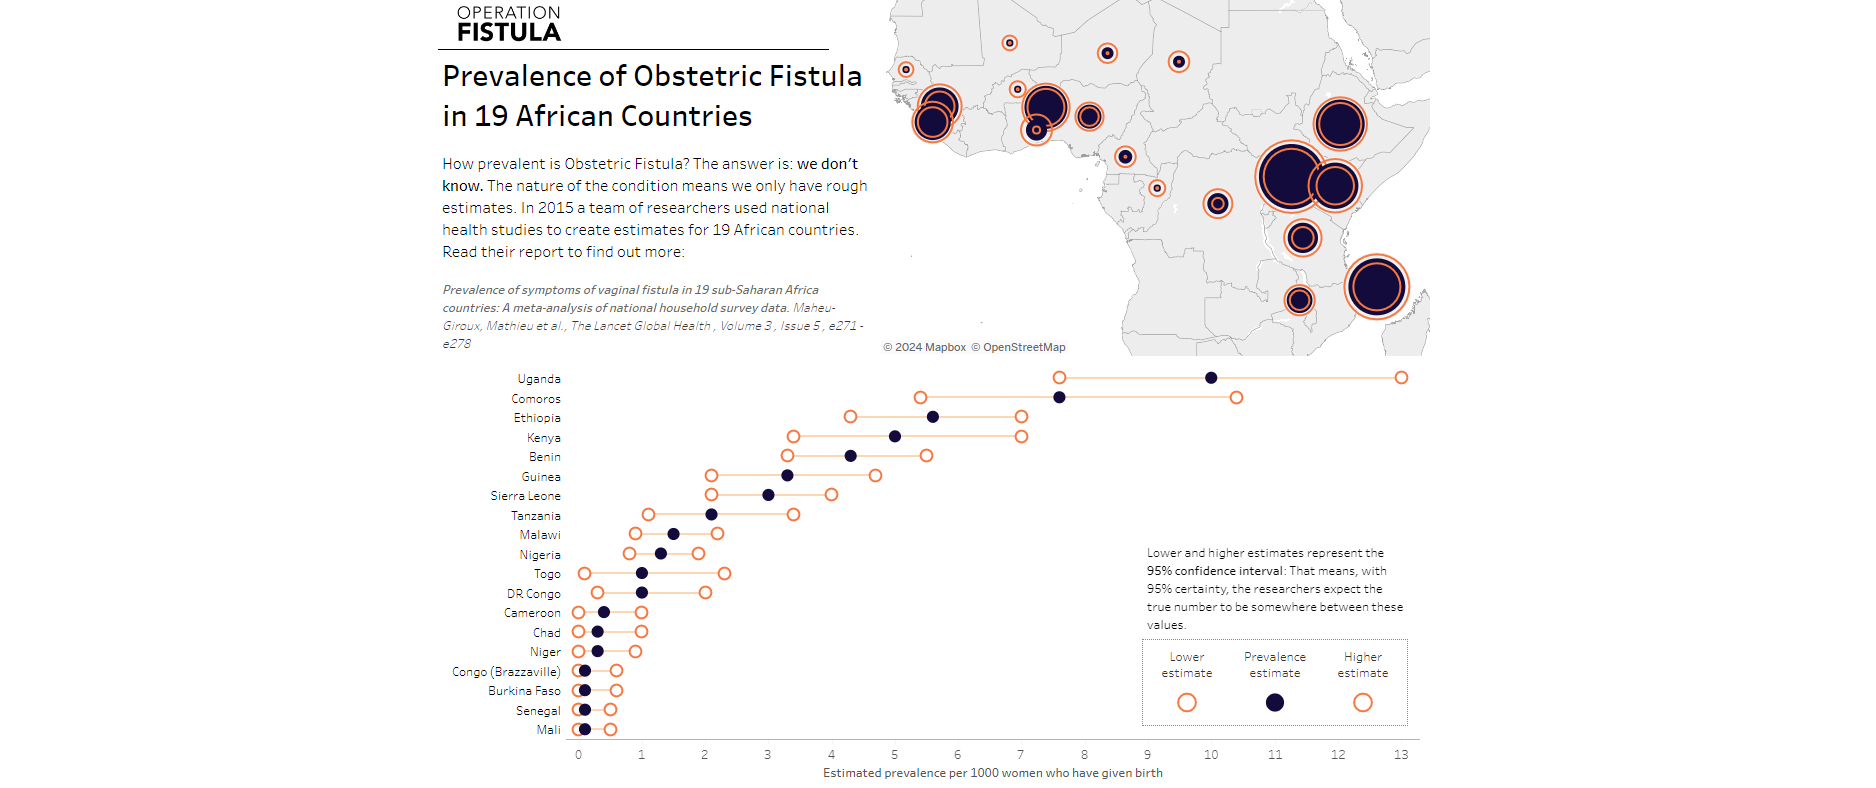 OPERATION
FISTULA
Prevalence of Obstetric Fistula
in 19 African Countries
How prevalent is Obstetric Fistula? The answer is: we don't
know. The nature of the condition means we only have rough
estimates. In 2015 a team of researchers used national
health studies to create estimates for 19 African countries.
Read their report to find out more:
Prevalence of symptoms of vaginal fistula in 19 sub-Saharan Africa
countries: A meta-analysis of national household survey data. Maheu-
Giroux, Mathieu et al., The Lancet Global Health , Volume 3 , Issue 5 , e271 -
e278
© 2024 Mapbox © OpenStreetMap
Uganda
Comoros
Ethiopia
Kenya
Benin
Guinea
Sierra Leone
Tanzania
Malawi
Nigeria
Togo
DR Congo
Cameroon
Chad
Niger
Congo (Brazzaville)
Burkina Faso
Senegal
Mali
Lower and higher estimates represent the
95% confidence interval: That means, with
95% certainty, the researchers expect the
true number to be somewhere between these
values.
Lower Prevalence Higher
estimate estimate estimate
0 1 2 3 4 5 6 7 8 9 10 11 12 13
Estimated prevalence per 1000 women who have given birth